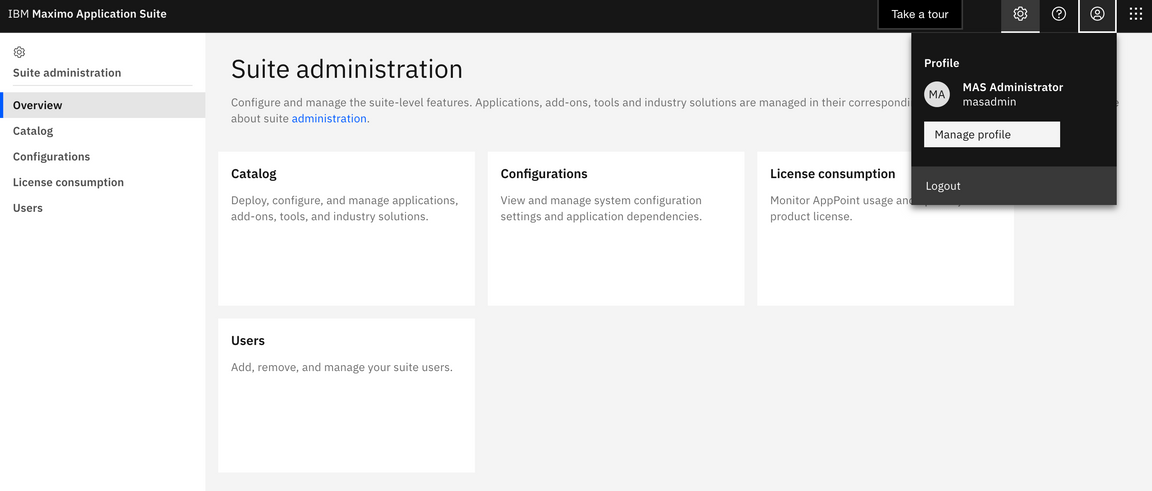 IBM Maximo Application Suite
Take a tour
Suite administration
Overview
Catalog
Configurations
License consumption
Users
Suite administration
Configure and manage the suite-level features. Applications, add-ons, tools and industry solutions are managed in their
about suite administration.
Catalog
Deploy, configure, and manage applications,
add-ons, tools, and industry solutions.
Configurations
View and manage system configuration
settings and application dependencies.
License consumption
Monitor AppPoint usage and
product license.
Users
Add, remove, and manage your suite users.
Profile
MA
MAS Administrator
masadmin
Manage profile
Logout